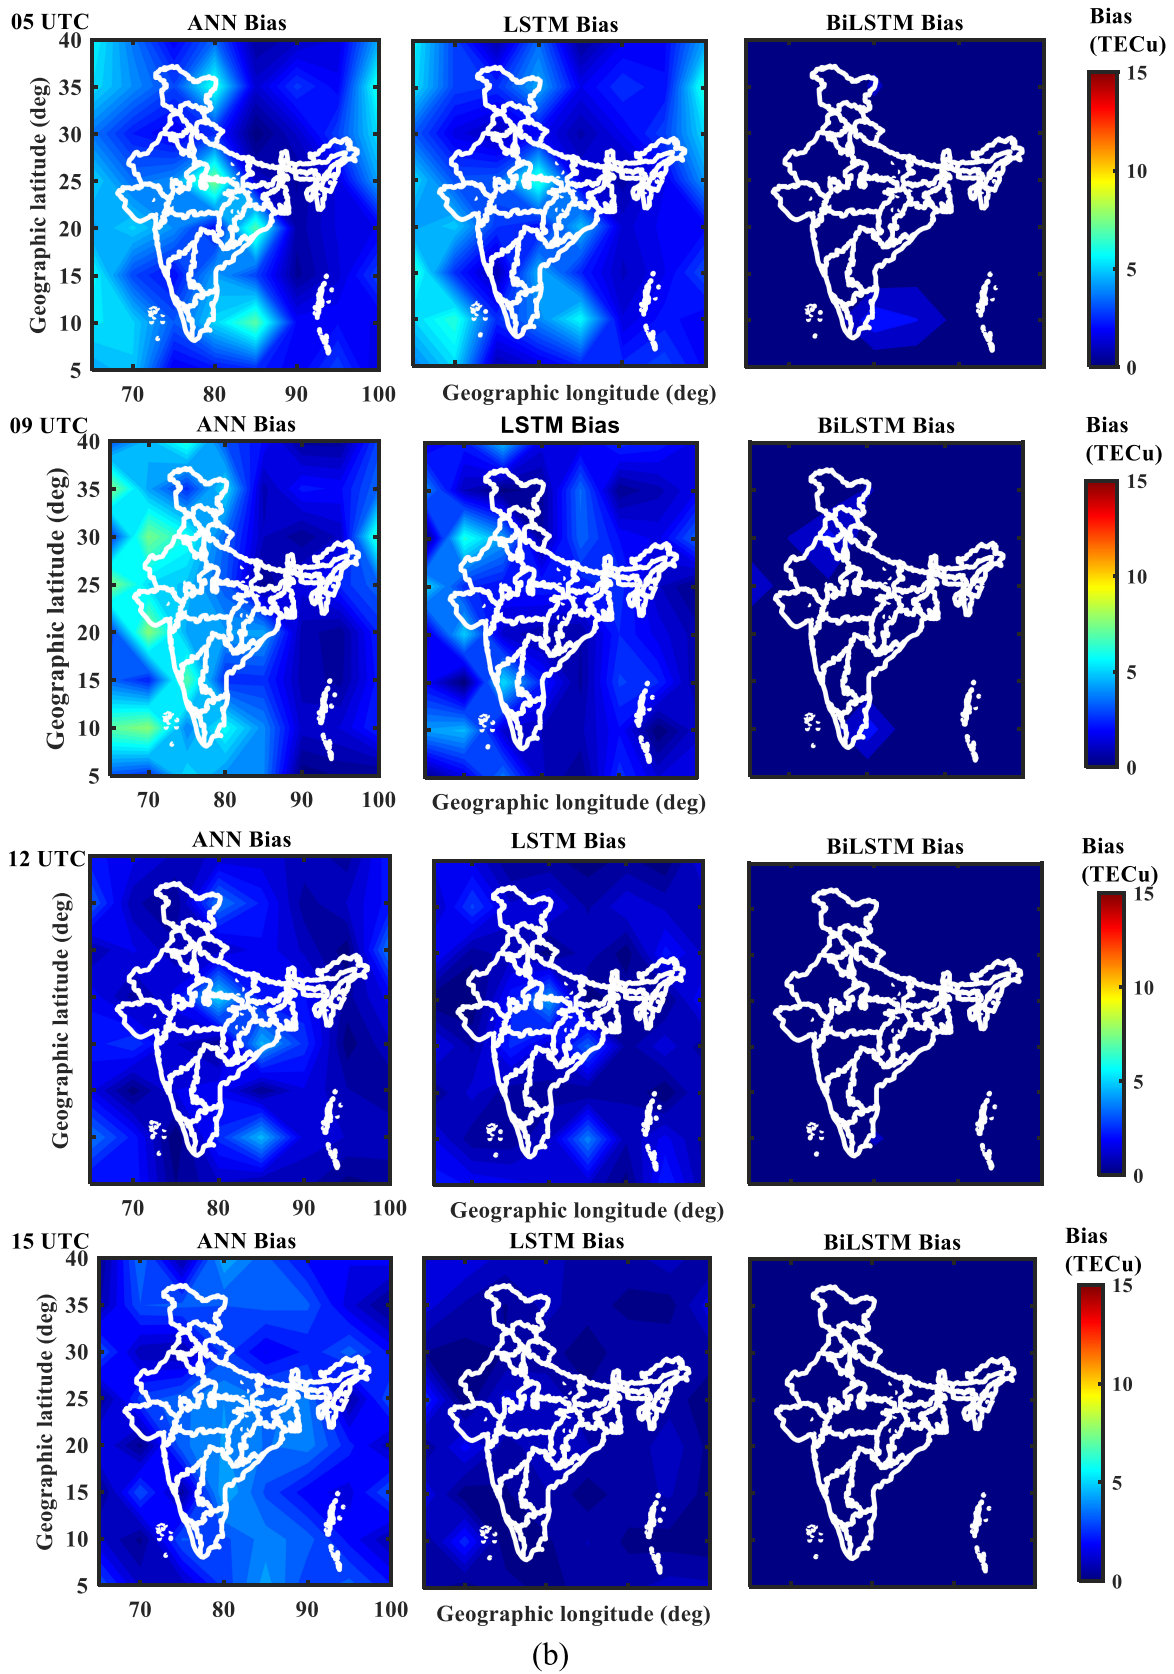 05 UTC ANN Bias LSTM Bias BiLSTM Bias Bias
(TECu)
40
35
30
25
20
15
10
5
Geographic latitude (deg)
70 80 90 100
Geographic longitude (deg)
15
10
5
0
09 UTC ANN Bias LSTM Bias BiLSTM Bias Bias
(TECu)
40
35
30
25
20
15
10
5
Geographic latitude (deg)
70 80 90 100
Geographic longitude (deg)
15
10
5
0
12 UTC ANN Bias LSTM Bias BiLSTM Bias Bias
(TECu)
Geographic latitude (deg)
70 80 90 100
Geographic longitude (deg)
15
10
5
0
15 UTC ANN Bias LSTM Bias BiLSTM Bias Bias
(TECu)
40
35
30
25
20
15
10
5
Geographic latitude (deg)
70 80 90 100
Geographic longitude (deg)
15
10
5
0
(b)